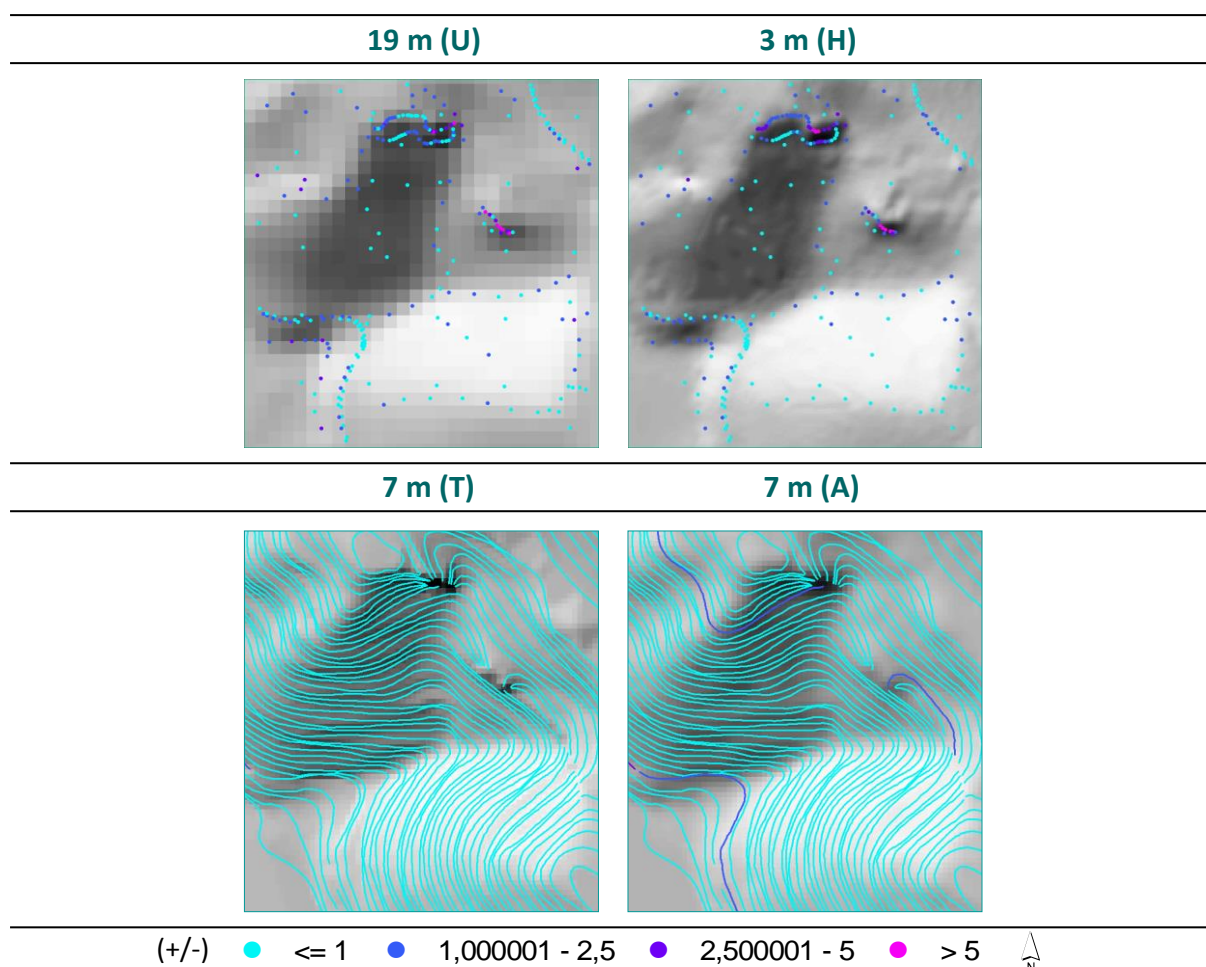 19 m (U) 3 m (H)
7 m (T) 7 m (A)
(+/-) <= 1 1,000001 - 2,5 2,500001 - 5 > 5 N